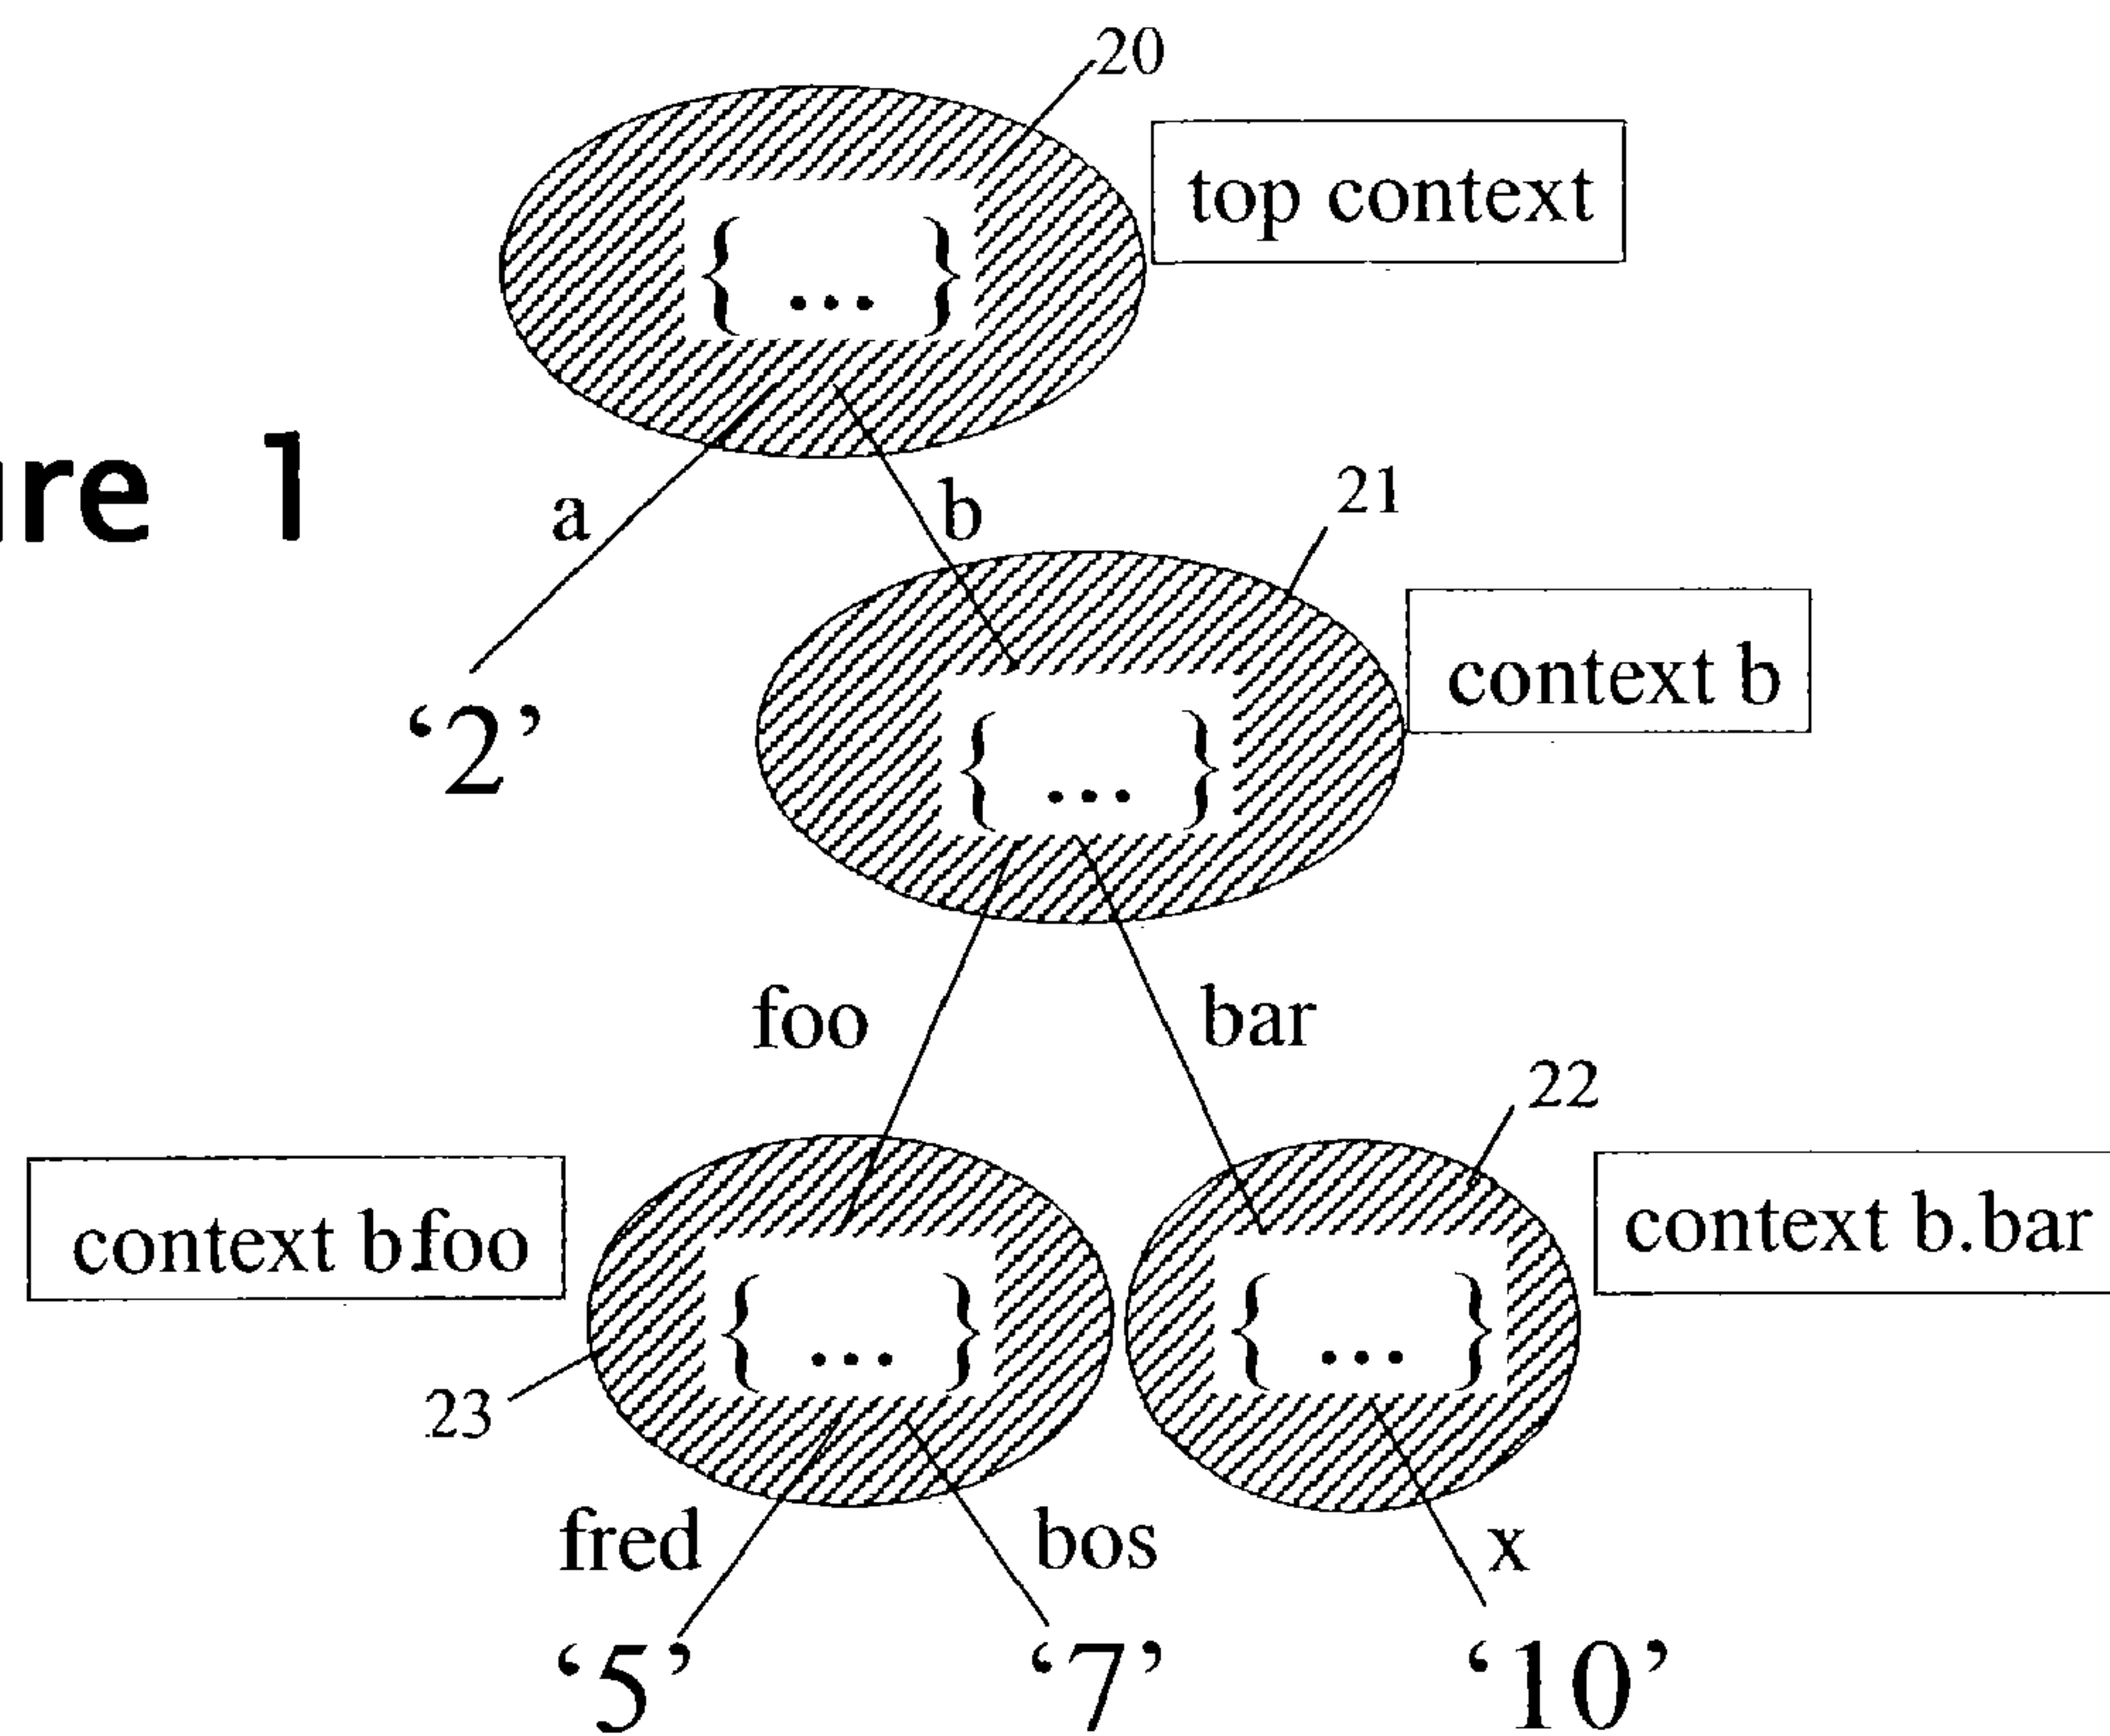 20
top context
{ ... }
ure 1
a
b
21
‘2’
context b
{ ... }
foo
bar
22
context b.foo
context b.bar
{ ... }
{ ... }
23
fred
bos
x
‘5’
‘7’
‘10’